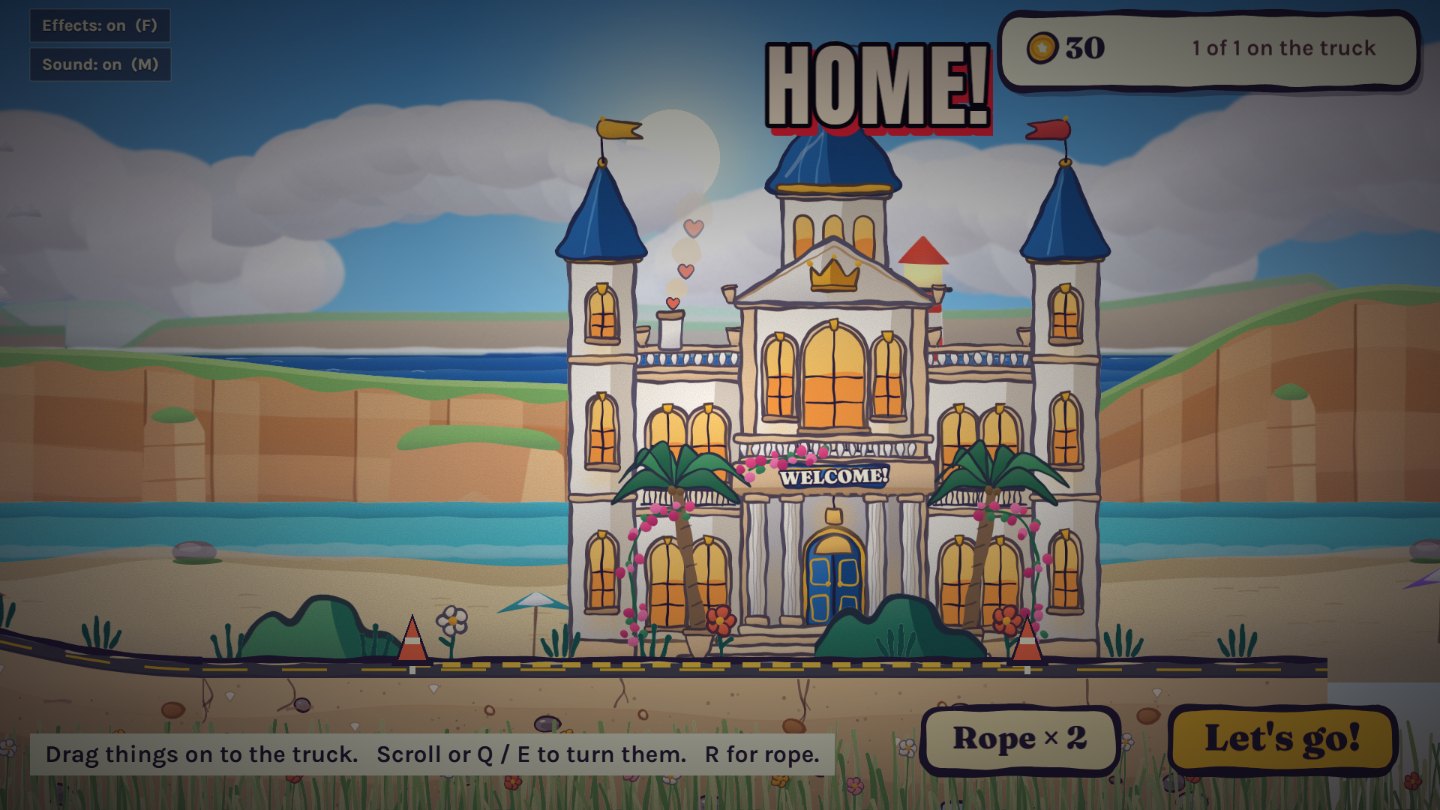 Effects: on (F)
Sound: on (M)
HOME!
30
1 of 1 on the truck
WELCOME!
Drag things on to the truck. Scroll or Q / E to turn them. R for rope.
Rope × 2
Let's go!